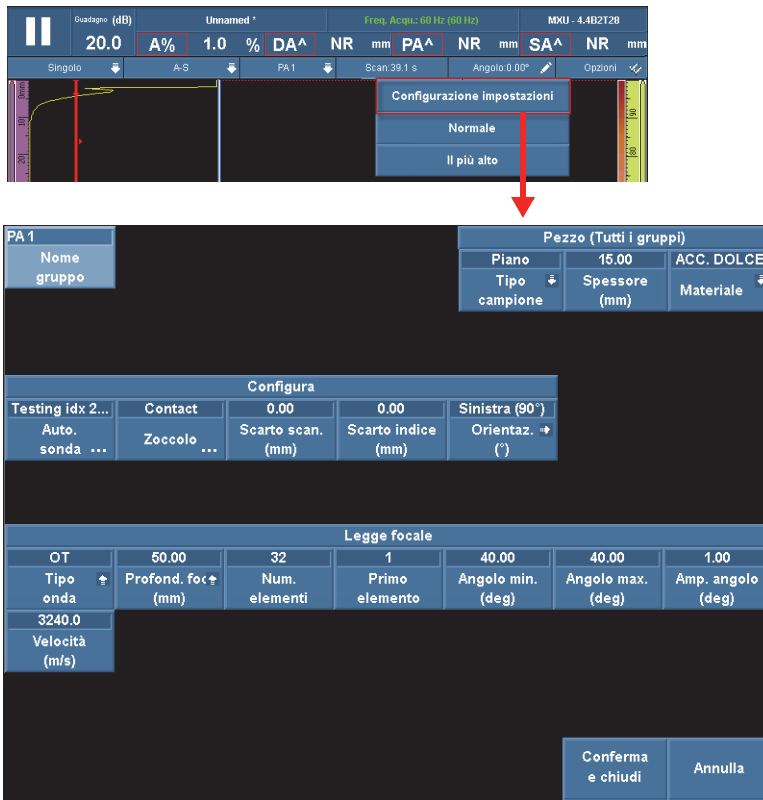 Guadagno (dB)
Unnamed *
Freq. Acqu.: 60 Hz (60 Hz)
MXU - 4.4B2T28
20.0 A% 1.0 % DA^ NR mm PA^ NR mm SA^ NR mm
Singolo A-S PA1 Scan:39.1 s Angolo:0.00° Opzioni
0mm
10
20
90
80
Configurazione impostazioni
Normale
Il più alto
PA1
Nome
gruppo
Pezzo (Tutti i gruppi)
Piano 15.00 ACC. DOLCE
Tipo
campione
Spessore
(mm)
Materiale
Configura
Testing idx 2... Contact 0.00 0.00 Sinistra (90°)
Auto.
sonda ...
Zoccolo ...
Scarto scan.
(mm)
Scarto indice
(mm)
Orientaz.
(°)
Legge focale
OT 50.00 32 1 40.00 40.00 1.00
Tipo
onda
Profond. foc
(mm)
Num.
elementi
Primo
elemento
Angolo min.
(deg)
Angolo max.
(deg)
Amp. angolo
(deg)
3240.0
Velocità
(m/s)
Conferma
e chiudi
Annulla